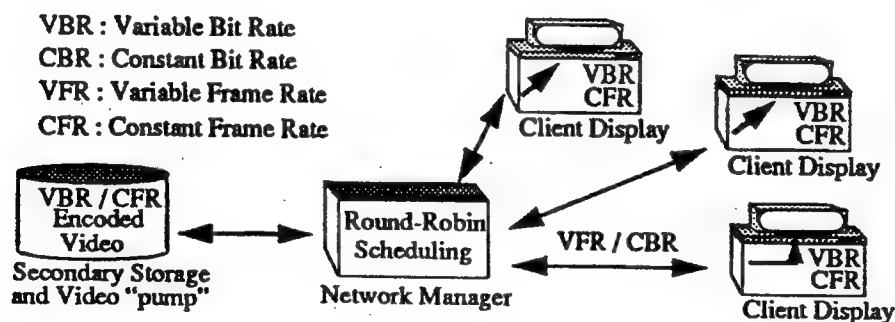 VBR : Variable Bit Rate
CBR : Constant Bit Rate
VFR : Variable Frame Rate
CFR : Constant Frame Rate
VBR
CFR
Client Display
VBR
CFR
Client Display
VBR / CFR
Encoded
Video
Secondary Storage
and Video "pump"
Round-Robin
Scheduling
Network Manager
VFR / CBR
VBR
CFR
Client Display